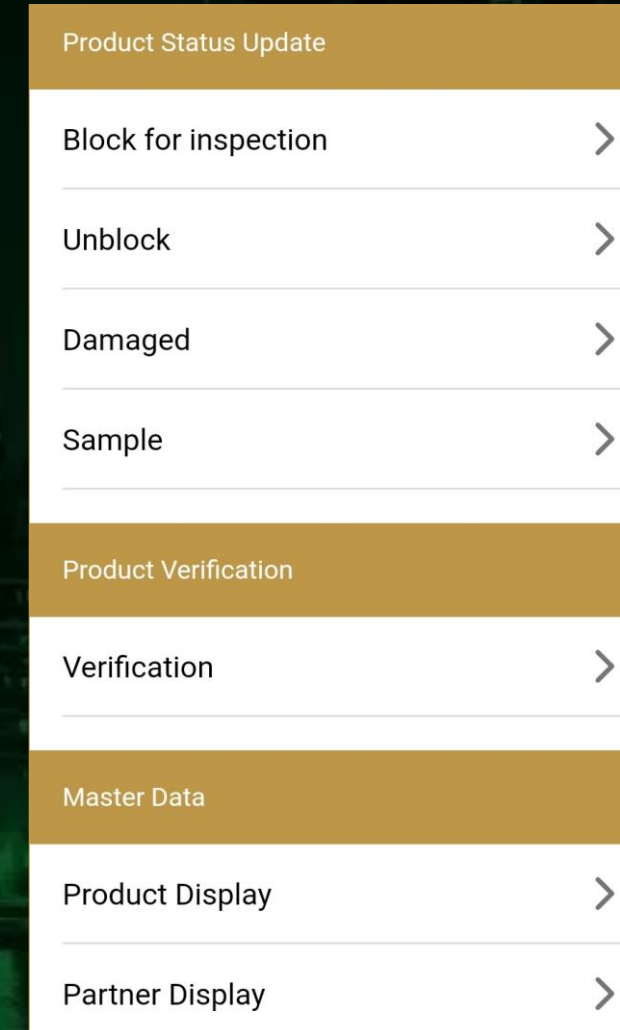 Product Status Update
Block for inspection
Unblock
Damaged
Sample
Product Verification
Verification
Master Data
Product Display
Partner Display